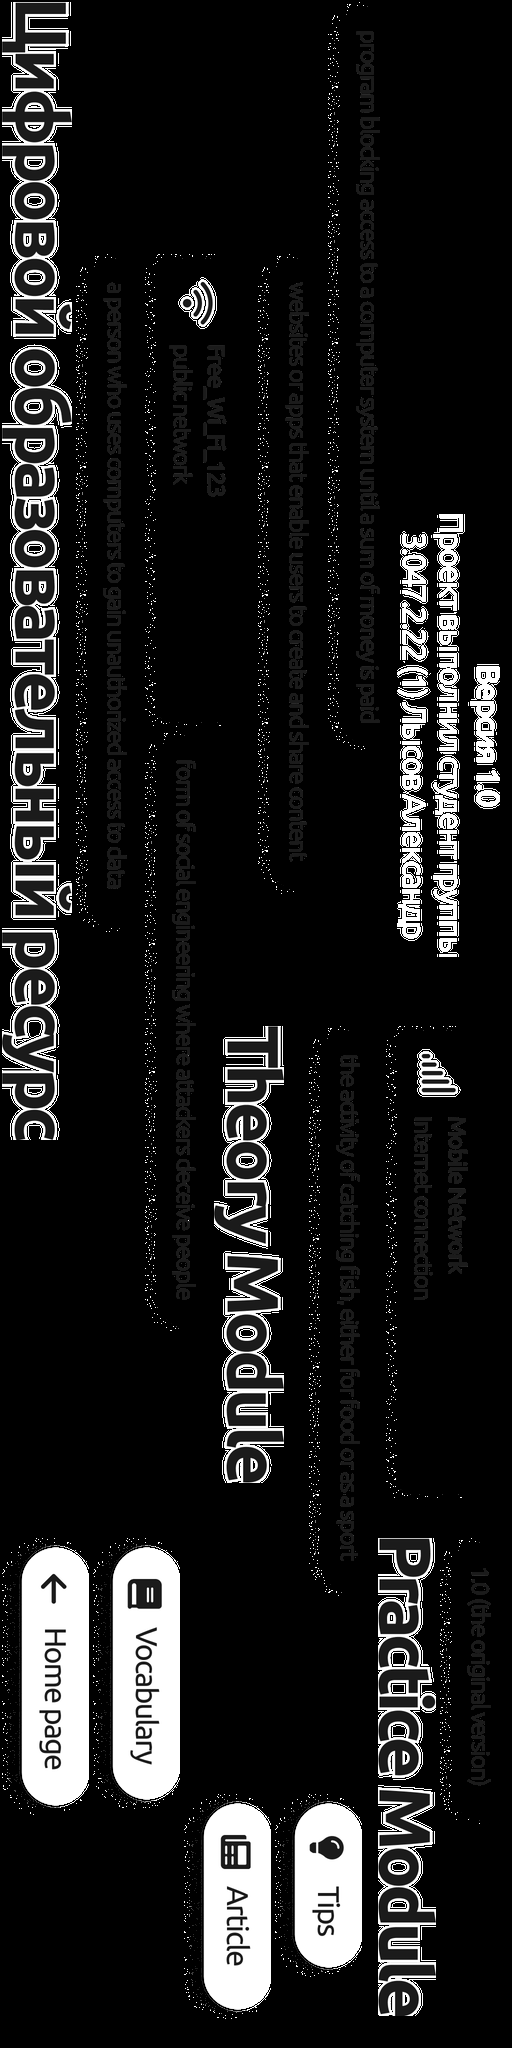 Версия 1.0
Проект выполнил студент группы
3.047.2.22 (1) Лысов Александр
program blocking access to a computer system until a sum of money is paid
websites or apps that enable users to create and share content
Free_Wi_Fi_123
public network
a person who uses computers to gain unauthorized access to data
Цифровой образовательный ресурс
form of social engineering where attackers deceive people
Mobile Network
Internet connection
the activity of catching fish, either for food or as a sport
Theory Module
1.0 (the original version)
Practice Module
Vocabulary
Home page
Tips
Article